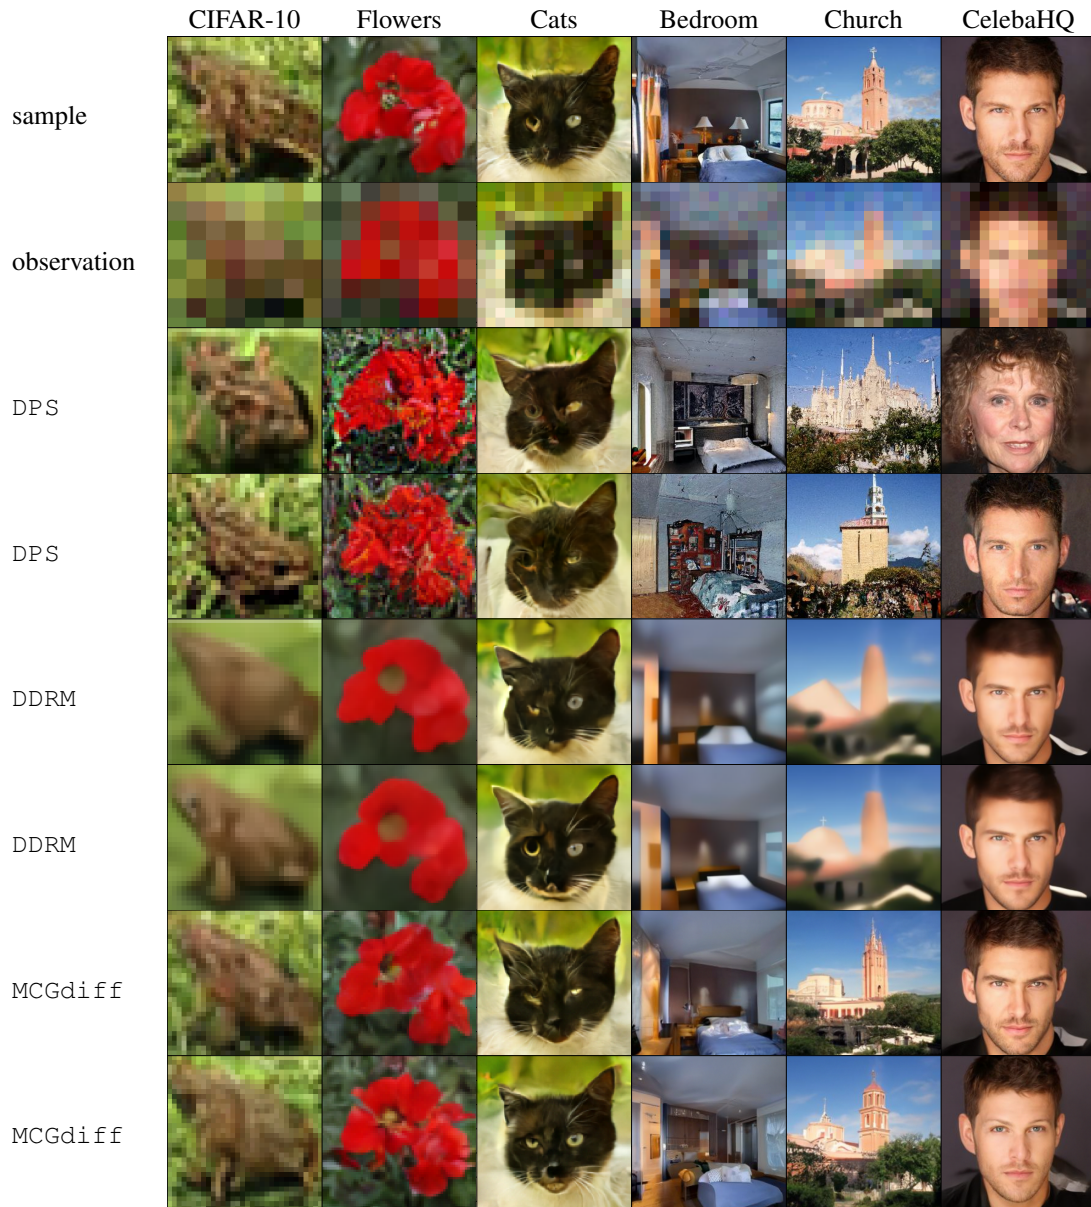 CIFAR-10 Flowers Cats Bedroom Church CelebaHQ
sample
observation
DPS
DPS
DDRM
DDRM
MCGdiff
MCGdiff